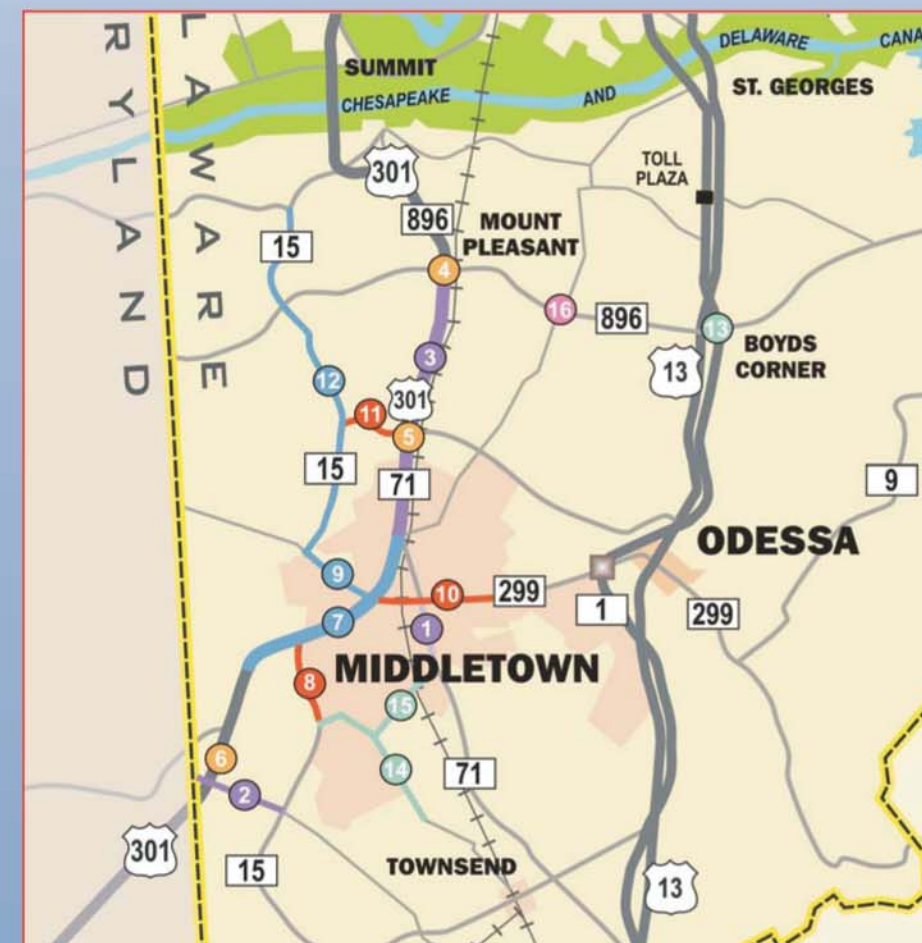 MARYLAND
DELAWARE
SUMMIT
CHESAPEAKE
AND
DELAWARE
CANA
ST. GEORGES
TOLL
PLAZA
301
896
15
MOUNT
PLEASANT
4
16
896
13
BOYDS
CORNER
13
3
12
301
11
5
15
71
9
ODESSA
9
10
299
1
299
7
1
MIDDLETOWN
8
15
6
14
71
2
301
15
TOWNSEND
13